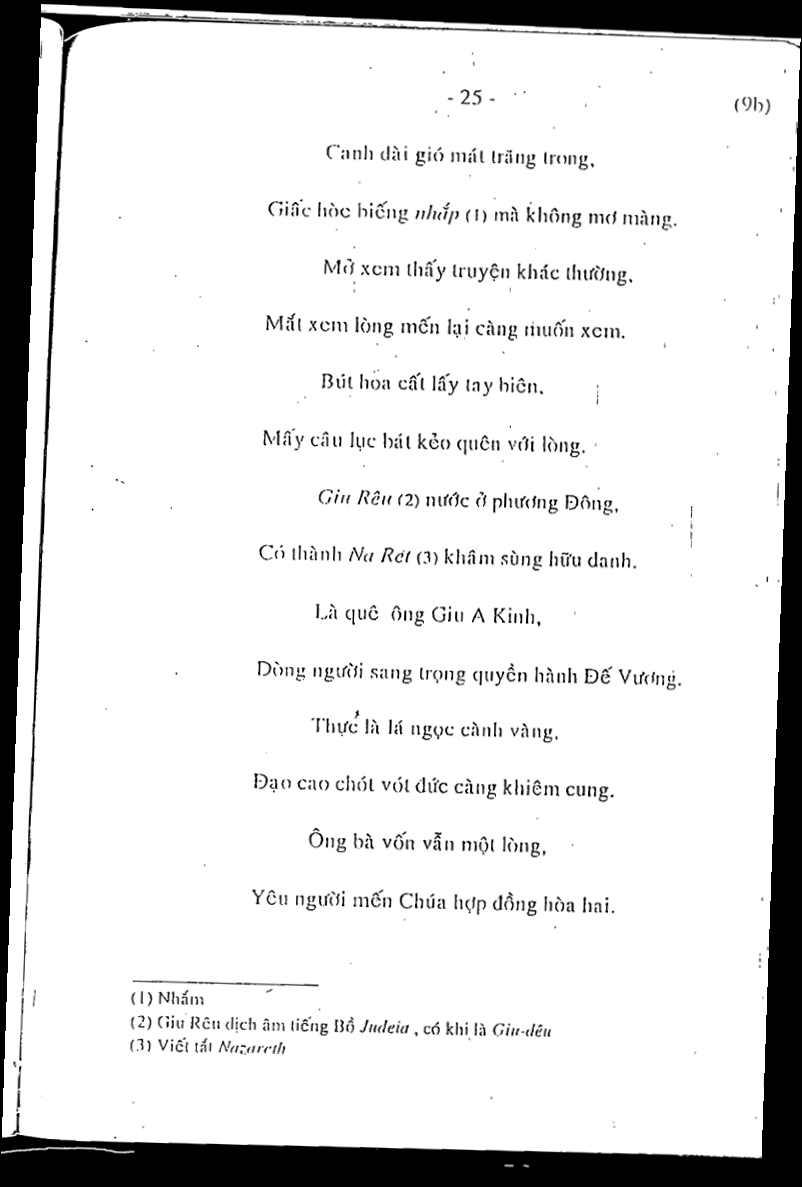 - 25 -
(9b)
Canh dài gió mát trăng trong,
Giấc hòe biếng nhắp (1) mà không mơ màng.
Mở xem thấy truyện khác thường,
Mắt xem lòng mến lại càng muốn xem.
Bút hoa cất lấy tay biên,
Mấy câu lục bát kẻo quên với lòng.
Giu Rêu (2) nước ở phương Đông,
Có thành Na Rét (3) khâm sùng hữu danh.
Là quê ông Giu A Kinh,
Dòng người sang trọng quyền hành Đế Vương.
Thực là lá ngọc cành vàng,
Đạo cao chót vót đức càng khiêm cung.
Ông bà vốn vẫn một lòng,
Yêu người mến Chúa hợp đồng hòa hai.
(1) Nhắm
(2) Giu Rêu dịch âm tiếng Bồ Judeia , có khi là Giu-dêu
(3) Viết tắt Nazareth